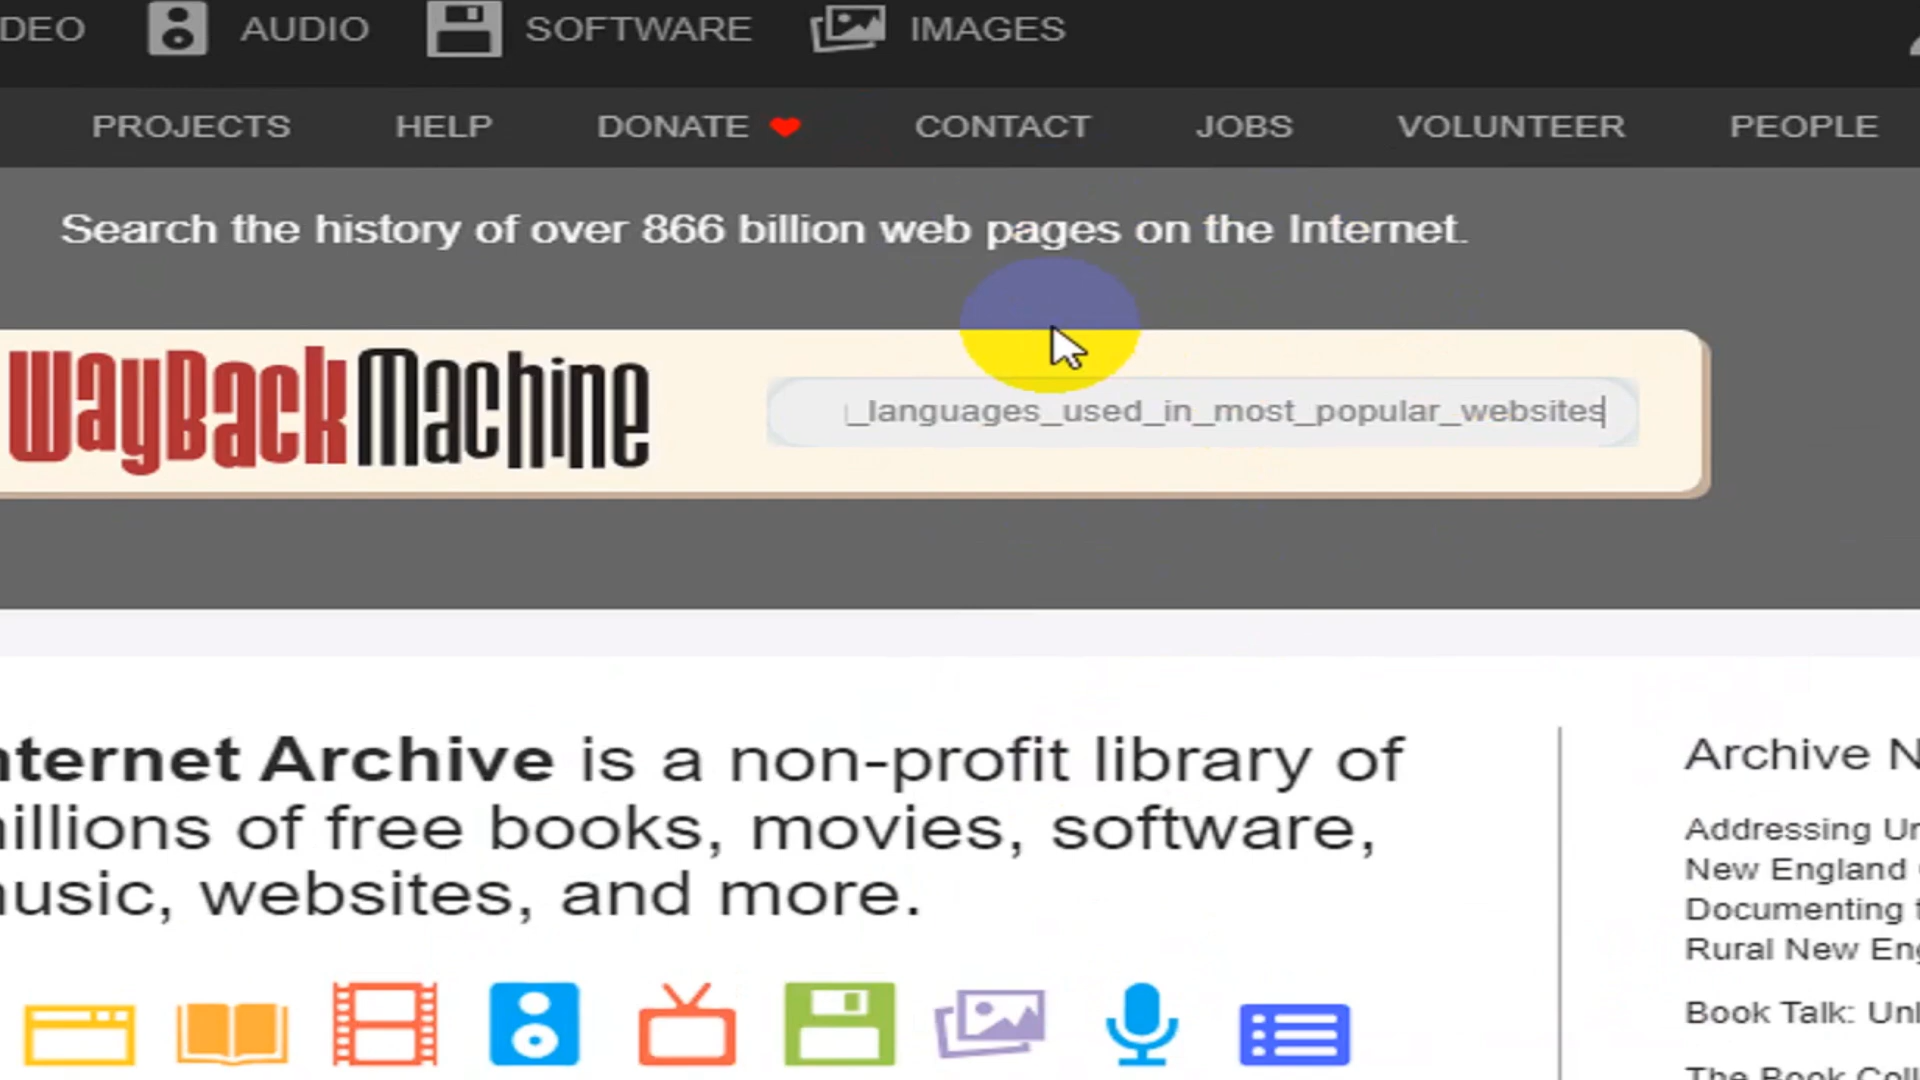 DEO AUDIO SOFTWARE IMAGES
PROJECTS HELP DONATE CONTACT JOBS VOLUNTEER PEOPLE
Search the history of over 866 billion web pages on the Internet.
WayBackMachine
_languages_used_in_most_popular_websites
nternet Archive is a non-profit library of
illions of free books, movies, software,
usic, websites, and more.
Archive N
Addressing Un
New England
Documenting
Rural New Eng
Book Talk: Unl
The Book Coll